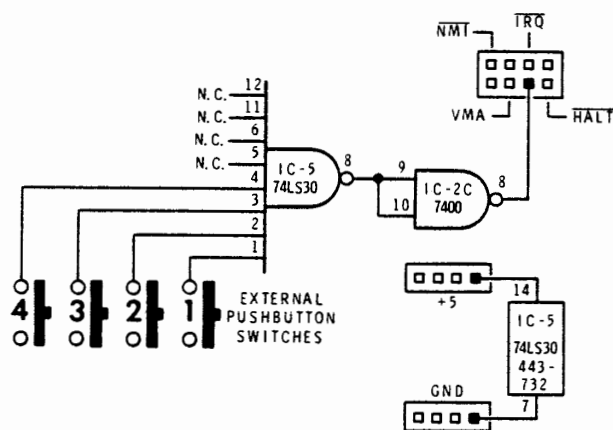 NMI IRQ
VMA HALT
N.C. 12
N.C. 11
N.C. 6
N.C. 5
4
3
2
1
IC-5
74LS30
8
9
10
IC-2C
7400
8
4 3 2 1
EXTERNAL
PUSHBUTTON
SWITCHES
+5
14
IC-5
74LS30
443-
732
7
GND